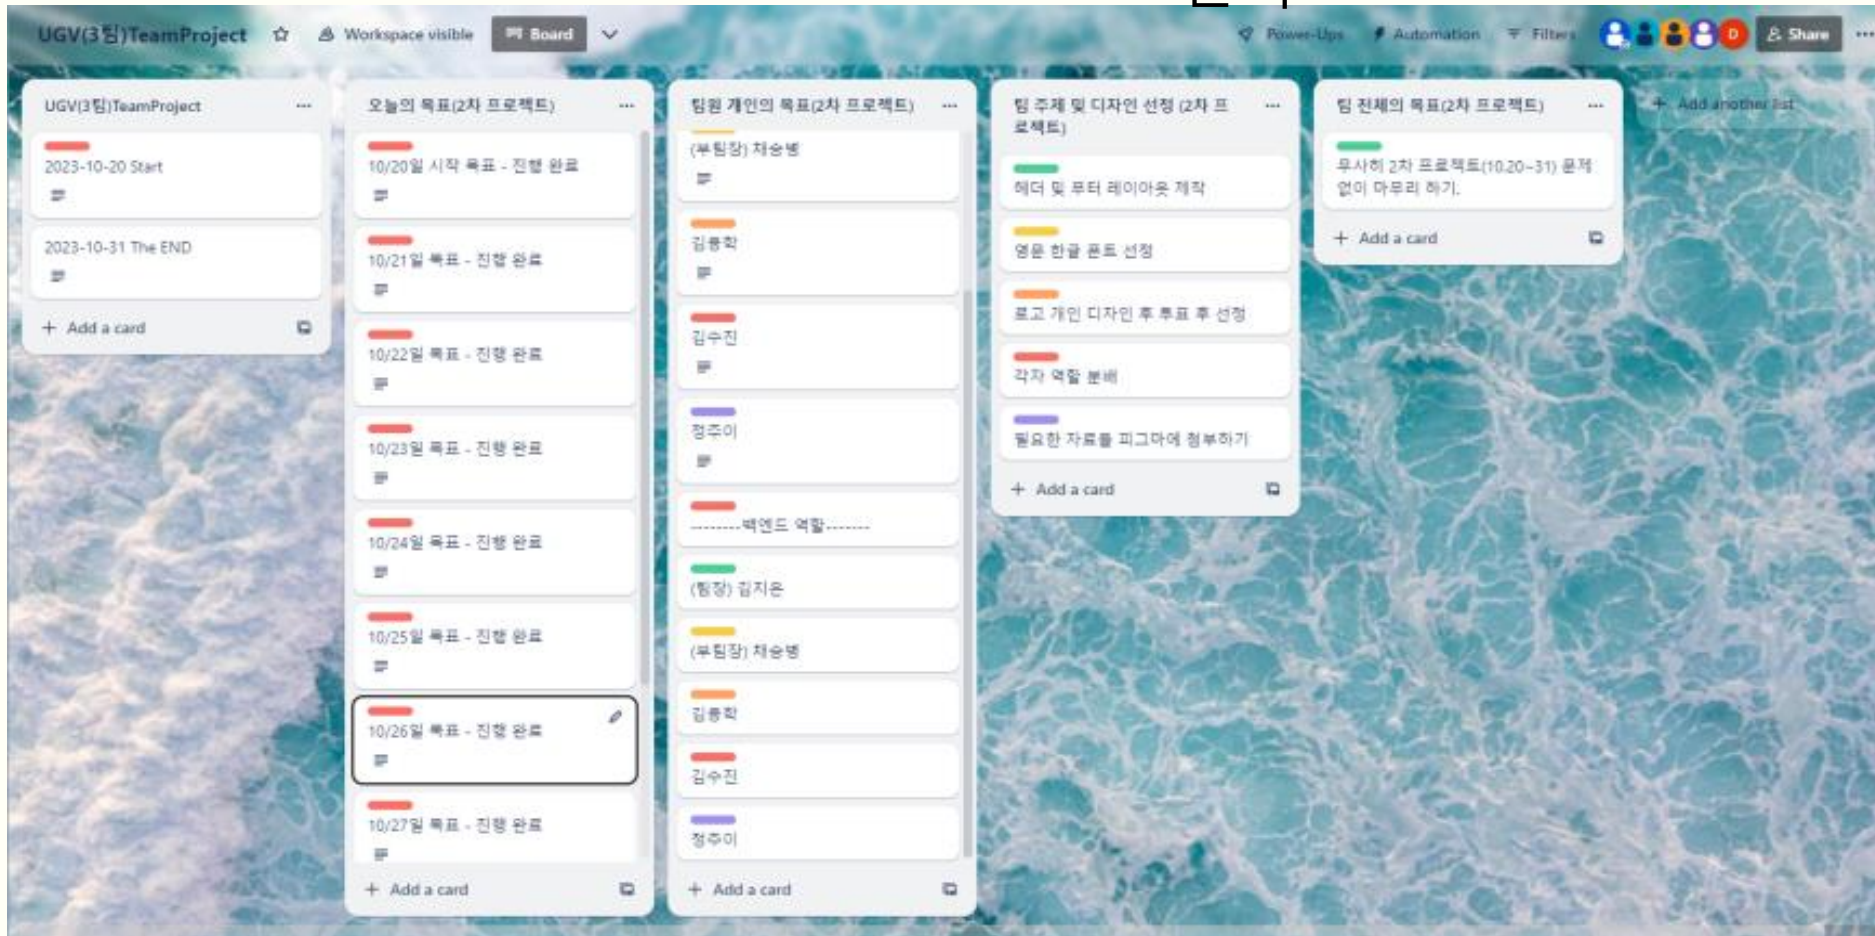 UGV(3팀)TeamProject
Workspace visible
Board
Power-Ups
Automation
Filters
D
Share
UGV(3팀)TeamProject
2023-10-20 Start
2023-10-31 The END
+ Add a card
오늘의 목표(2차 프로젝트)
10/20일 시작 목표 - 진행 완료
10/21일 목표 - 진행 완료
10/22일 목표 - 진행 완료
10/23일 목표 - 진행 완료
10/24일 목표 - 진행 완료
10/25일 목표 - 진행 완료
10/26일 목표 - 진행 완료
10/27일 목표 - 진행 완료
+ Add a card
팀원 개인의 목표(2차 프로젝트)
(부팀장) 채승병
김수진
정주이
--------백엔드 역할-------
(팀장) 김지은
(부팀장) 채승병
김수진
정주이
+ Add a card
팀 주제 및 디자인 선정 (2차 프
로젝트)
헤더 및 푸터 레이아웃 제작
영문 한글 폰트 선정
로고 개인 디자인 후 투표 후 선정
각자 역할 분배
필요한 자료들 피그마에 첨부하기
+ Add a card
팀 전체의 목표(2차 프로젝트)
무사히 2차 프로젝트(10.20~31) 문제
없이 마무리 하기.
+ Add a card
+ Add another list